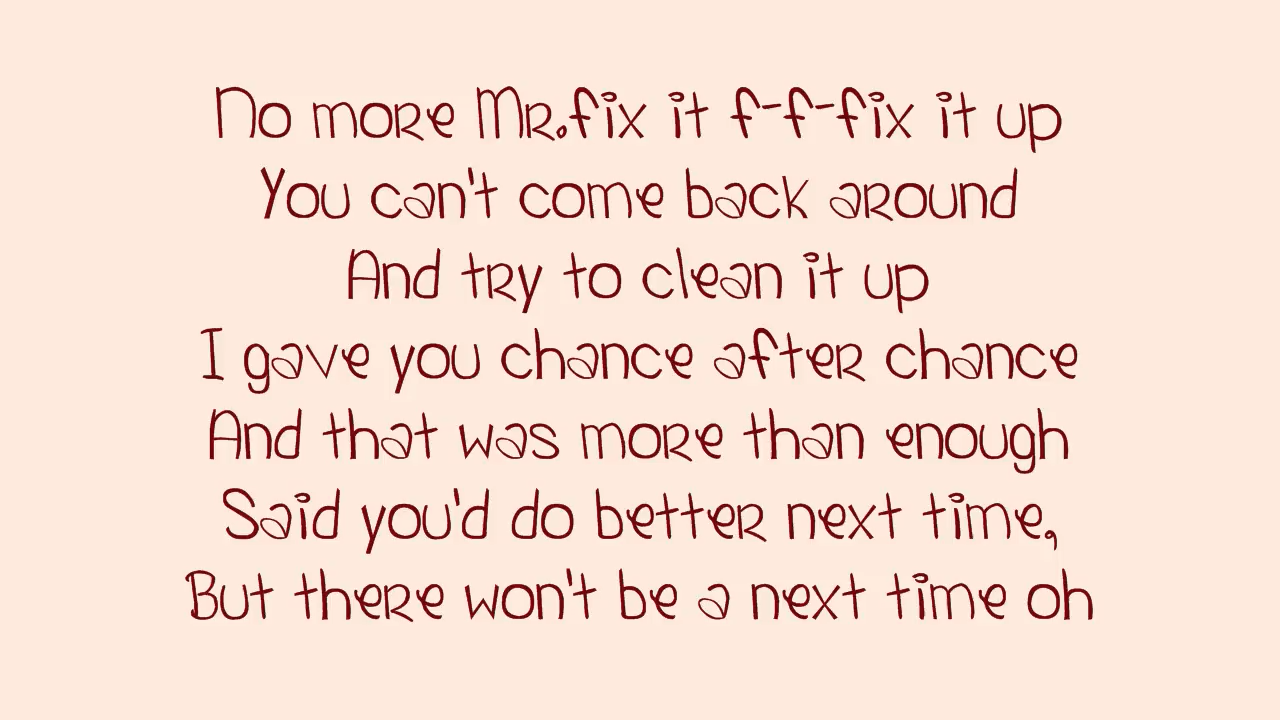 No more Mr.fix it f-f-fix it up
You can't come back around
And try to clean it up
I gave you chance after chance
And that was more than enough
Said you'd do better next time,
But there won't be a next time oh